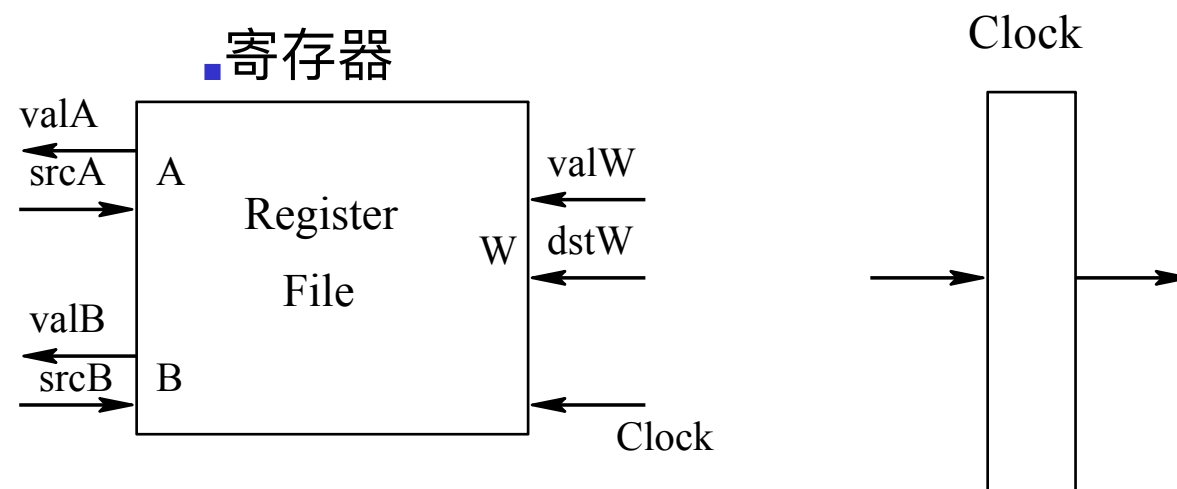 Clock
寄存器
valA
srcA
A
Register
File
valB
srcB
B
valW
W
dstW
Clock